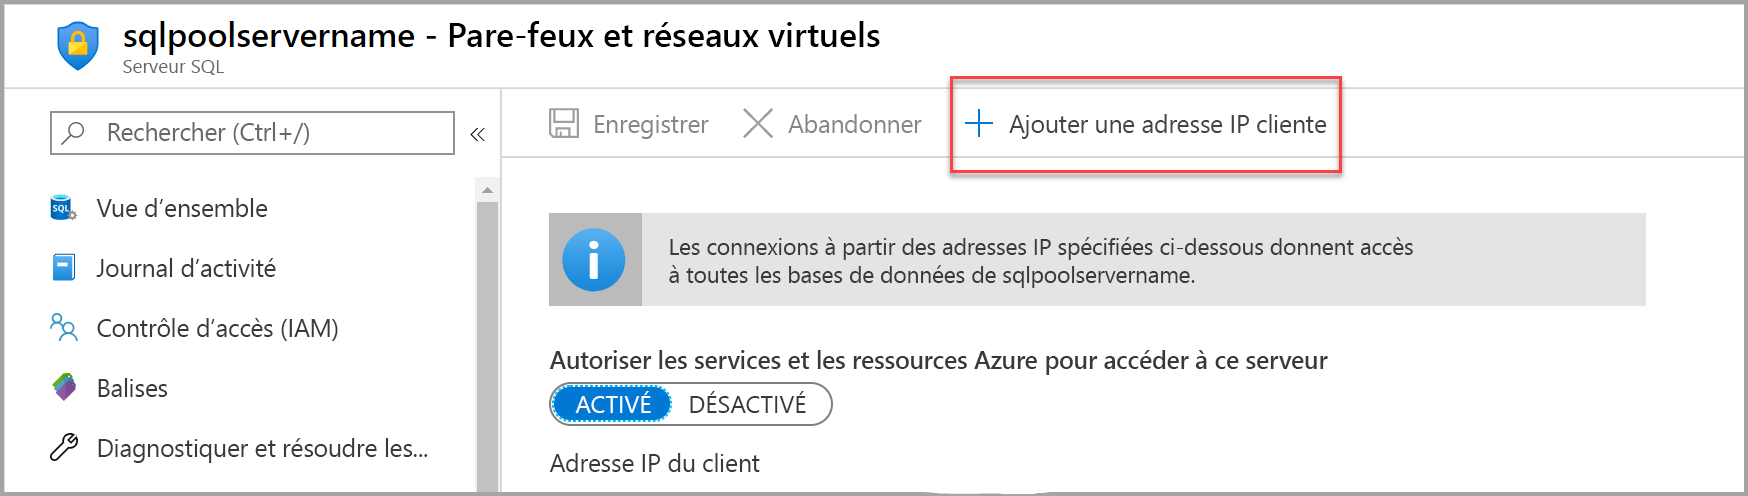 sqlpoolservername - Pare-feux et réseaux virtuels
Serveur SQL
Rechercher (Ctrl+/)
«
Enregistrer
Abandonner
Ajouter une adresse IP cliente
Vue d’ensemble
Journal d’activité
Contrôle d’accès (IAM)
Balises
Diagnostiquer et résoudre les...
SQL
i
Les connexions à partir des adresses IP spécifiées ci-dessous donnent accès
à toutes les bases de données de sqlpoolservername.
Autoriser les services et les ressources Azure pour accéder à ce serveur
ACTIVÉ
DÉSACTIVÉ
Adresse IP du client